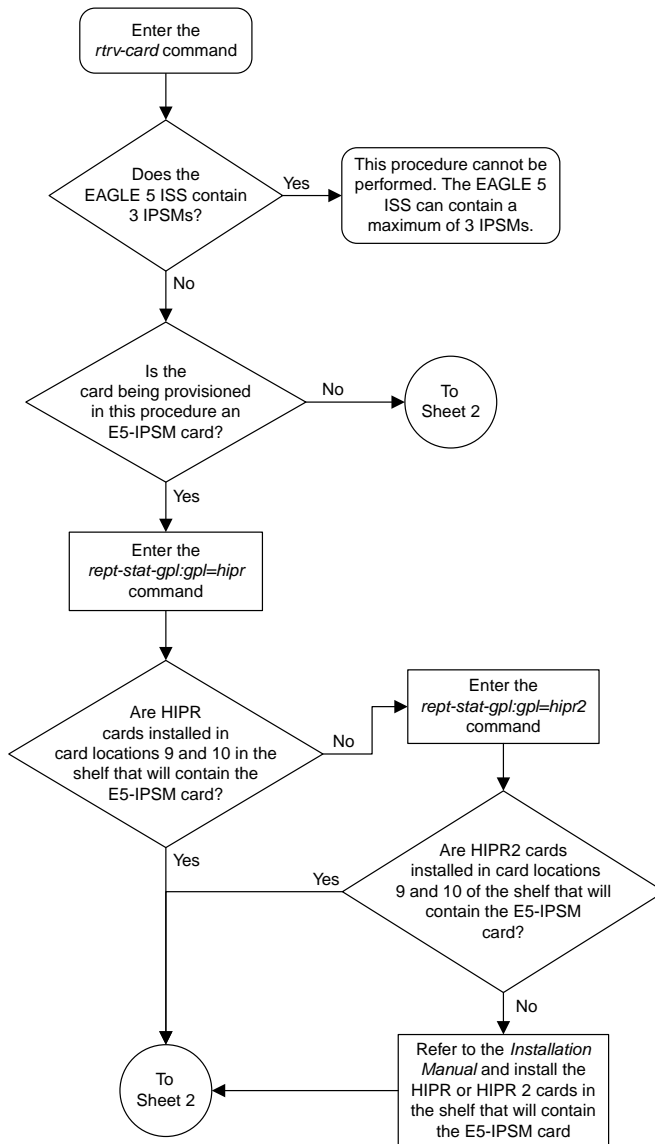 Enter the
rtrv-card command
Does the
EAGLE 5 ISS contain
3 IPSMs?
Yes
This procedure cannot be
performed. The EAGLE 5
ISS can contain a
maximum of 3 IPSMs.
No
Is the
card being provisioned
in this procedure an
E5-IPSM card?
No
To
Sheet 2
Yes
Enter the
rept-stat-gpl:gpl=hipr
command
Are HIPR
cards installed in
card locations 9 and 10 in the
shelf that will contain the
E5-IPSM card?
No
Enter the
rept-stat-gpl:gpl=hipr2
command
Yes
Are HIPR2 cards
installed in card locations
9 and 10 of the shelf that will
contain the E5-IPSM
card?
Yes
No
To
Sheet 2
Refer to the Installation
Manual and install the
HIPR or HIPR 2 cards in
the shelf that will contain
the E5-IPSM card